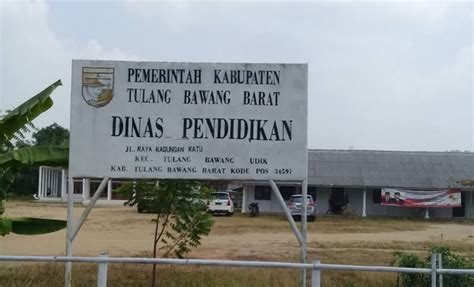 PEMERINTAH KABUPATEN
TULANG BAWANG BARAT
DINAS PENDIDIKAN
JL. RAYA KAGUNGAN RATU
KEC. TULANG BAWANG UDIK
KAB. TULANG BAWANG BARAT KODE POS 34591